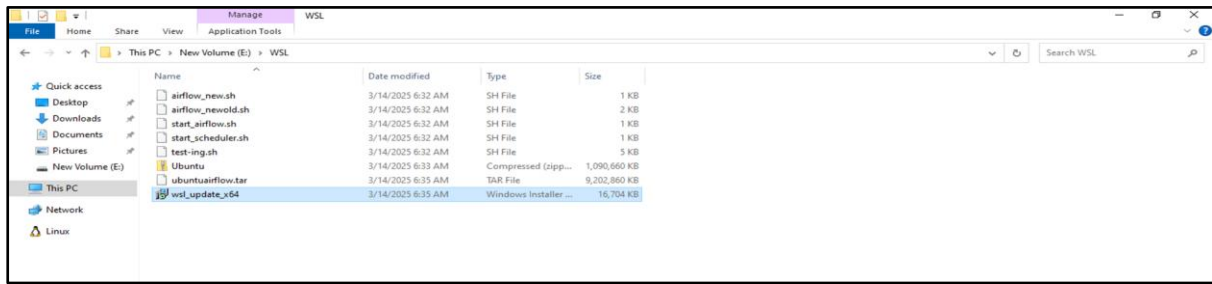 Manage WSL
File Home Share View Application Tools
This PC > New Volume (E:) > WSL
Search WSL
Name Date modified Type Size
Quick access
Desktop
Downloads
Documents
Pictures
New Volume (E:)
This PC
Network
Linux
airflow_new.sh 3/14/2025 6:32 AM SH File 1 KB
airflow_newold.sh 3/14/2025 6:32 AM SH File 2 KB
start_airflow.sh 3/14/2025 6:32 AM SH File 1 KB
start_scheduler.sh 3/14/2025 6:32 AM SH File 1 KB
test-ing.sh 3/14/2025 6:32 AM SH File 5 KB
Ubuntu 3/14/2025 6:33 AM Compressed (zipp... 1,090,660 KB
ubuntuairflow.tar 3/14/2025 6:35 AM TAR File 9,202,860 KB
wsl_update_x64 3/14/2025 6:35 AM Windows Installer ... 16,704 KB